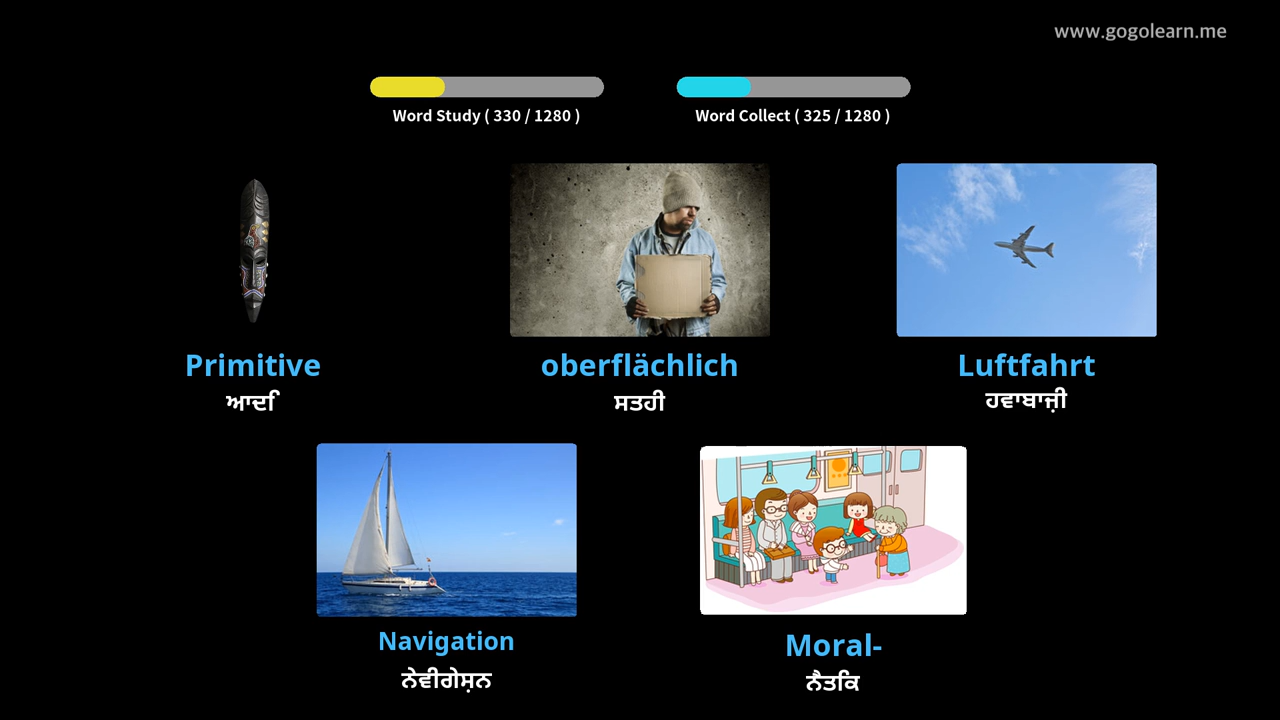 www.gogolearn.me
Word Study ( 330 / 1280 )
Word Collect ( 325 / 1280 )
Primitive
ਆਦਿ
oberflächlich
ਸਤਹੀ
Luftfahrt
ਹਵਾਬਾਜ਼ੀ
Navigation
ਨੇਵੀਗੇਸ਼ਨ
Moral-
ਨੈਤਿਕ